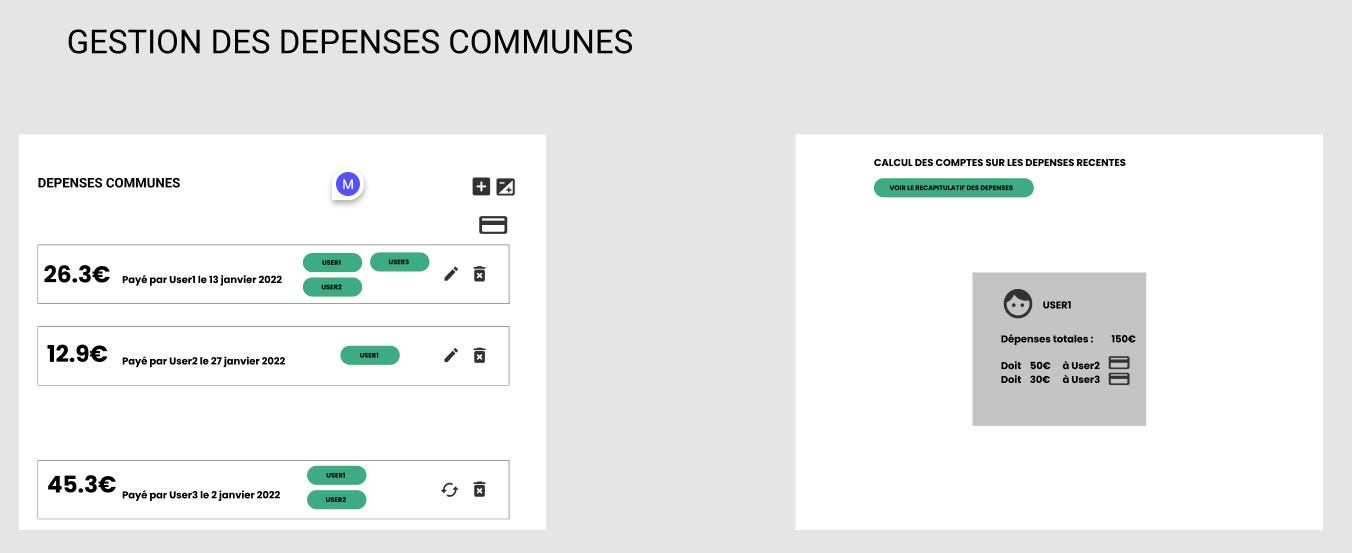 GESTION DES DEPENSES COMMUNES
DEPENSES COMMUNES
M
26.3€
Payé par User1 le 13 janvier 2022
USER1
USER3
USER2
12.9€
Payé par User2 le 27 janvier 2022
USER1
45.3€
Payé par User3 le 2 janvier 2022
USER1
USER2
CALCUL DES COMPTES SUR LES DEPENSES RECENTES
VOIR LE RECAPITULATIF DES DEPENSES
USER1
Dépenses totales : 150€
Doit 50€ à User2
Doit 30€ à User3